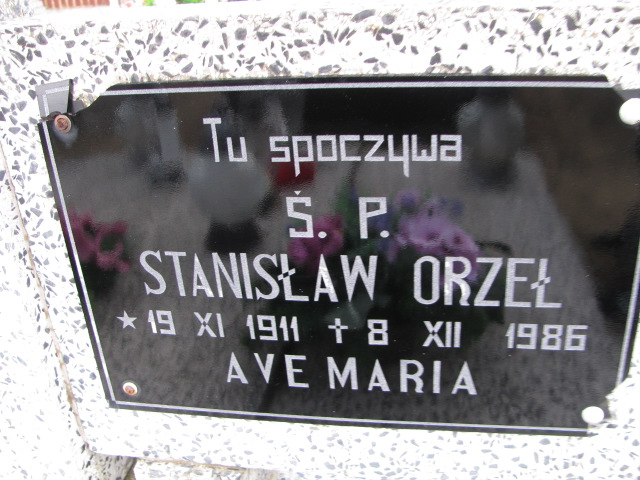 Tu spoczywa
Ś. P.
STANISŁAW ORZEŁ
* 19 XI 1911 ✝ 8 XII 1986
AVE MARIA